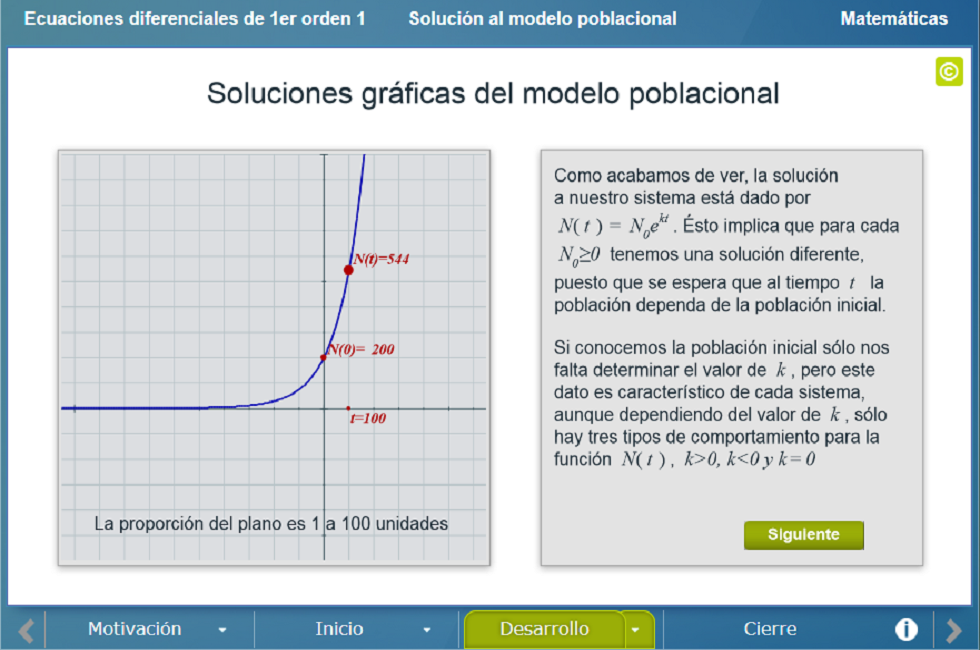 Ecuaciones diferenciales de 1er orden 1 Solución al modelo poblacional Matemáticas
©
Soluciones gráficas del modelo poblacional
N(t)=544
N(0)= 200
t=100
La proporción del plano es 1 a 100 unidades
Como acabamos de ver, la solución
a nuestro sistema está dado por
N( t ) = N₀e^{kt} . Ésto implica que para cada
N₀≥0 tenemos una solución diferente,
puesto que se espera que al tiempo t la
población dependa de la población inicial.
Si conocemos la población inicial sólo nos
falta determinar el valor de k , pero este
dato es característico de cada sistema,
aunque dependiendo del valor de k , sólo
hay tres tipos de comportamiento para la
función N( t ) , k>0, k<0 y k= 0
Siguiente
Motivación Inicio Desarrollo Cierre i